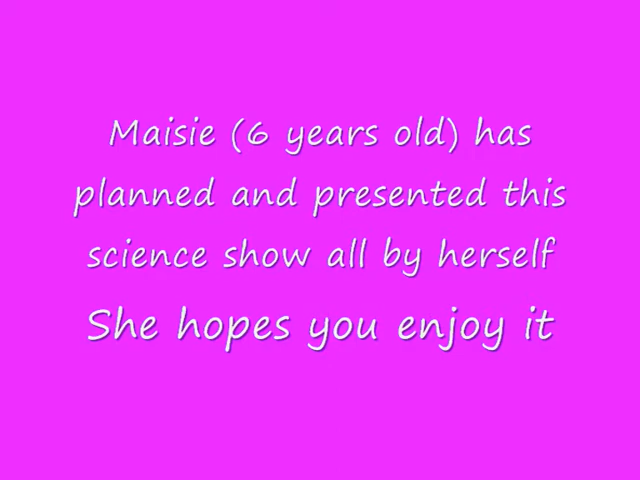 Maisie (6 years old) has
planned and presented this
science show all by herself
She hopes you enjoy it